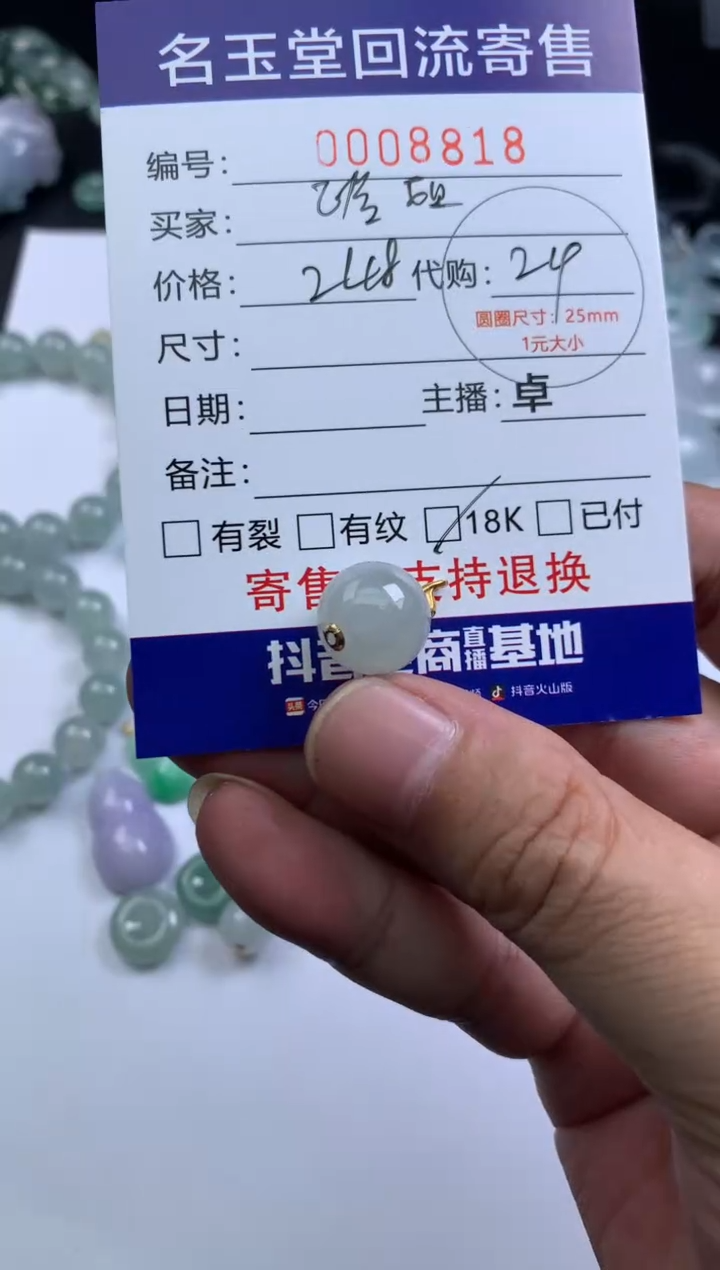 名玉堂回流寄售
编号: 0008818
买家:
价格: 2448 代购: 24
圆圈尺寸: 25mm
1元大小
尺寸:
日期: 主播: 卓
备注:
有裂 有纹 18K 已付
寄售 支持退换
抖音 商直播基地
今 抖音火山版